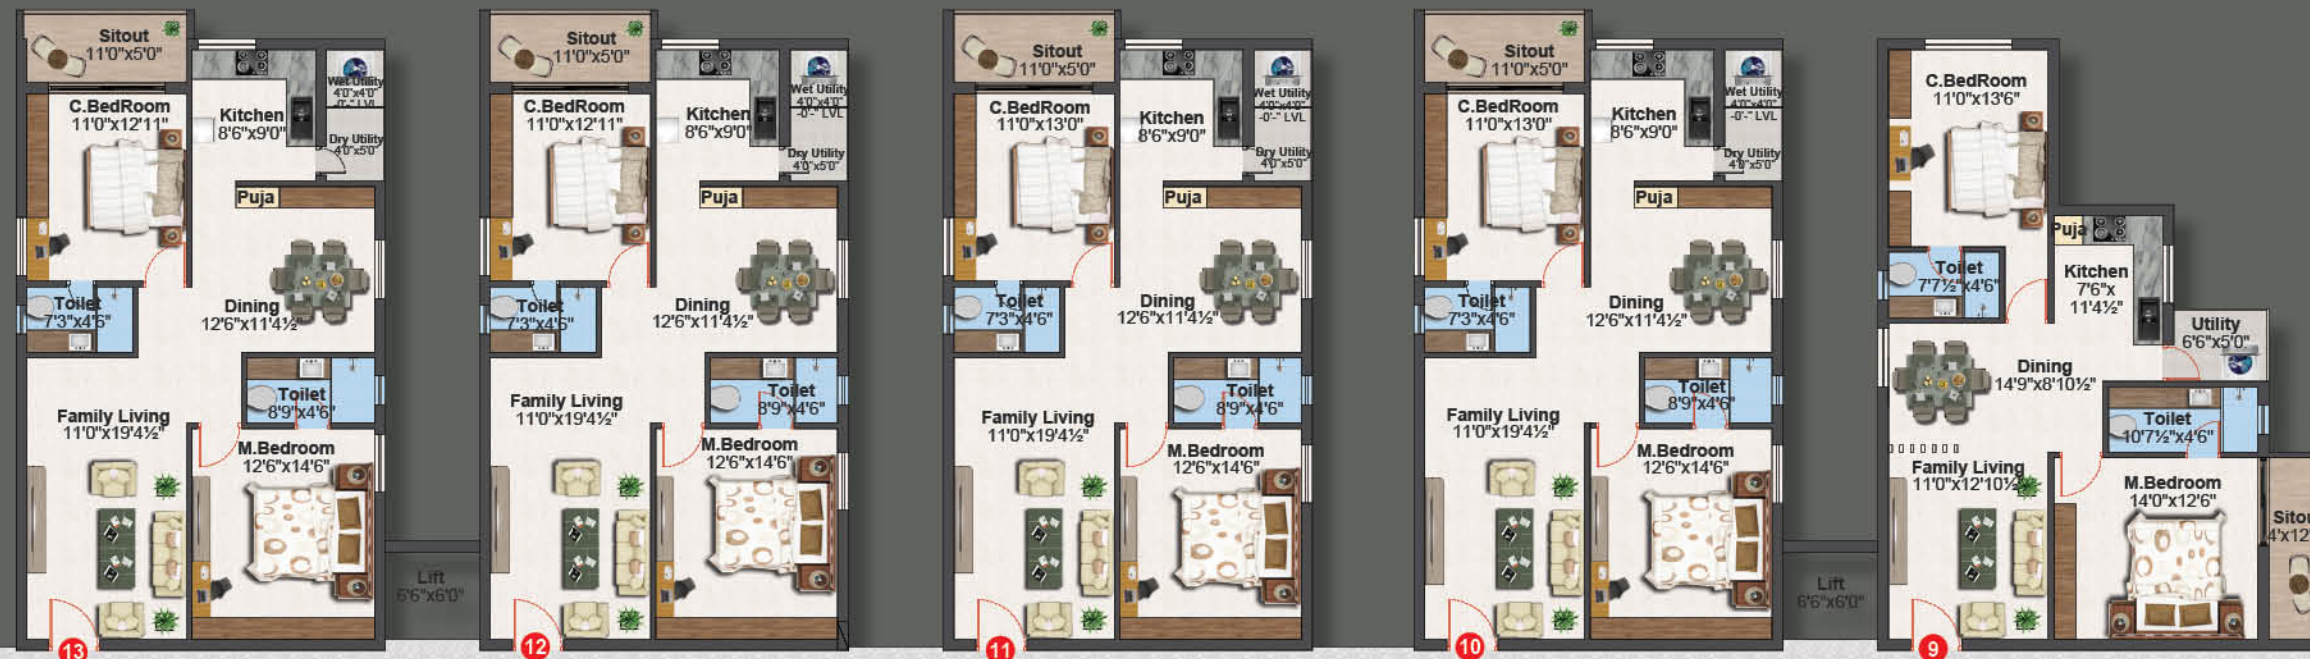 Sitout
11'0"x5'0"
Wet Utility
4'0"x4'0"
-0'-" LVL
C.BedRoom
11'0"x12'11"
Kitchen
8'6"x9'0"
Dry Utility
4'0"x5'0"
Puja
Toilet
7'3"x4'6"
Dining
12'6"x11'4½"
Toilet
8'9"x4'6"
Family Living
11'0"x19'4½"
M.Bedroom
12'6"x14'6"
13
Lift
6'6"x6'0"
Sitout
11'0"x5'0"
Wet Utility
4'0"x4'0"
-0'-" LVL
C.BedRoom
11'0"x12'11"
Kitchen
8'6"x9'0"
Dry Utility
4'0"x5'0"
Puja
Toilet
7'3"x4'6"
Dining
12'6"x11'4½"
Toilet
8'9"x4'6"
Family Living
11'0"x19'4½"
M.Bedroom
12'6"x14'6"
12
Sitout
11'0"x5'0"
Wet Utility
4'0"x4'0"
-0'-" LVL
C.BedRoom
11'0"x13'0"
Kitchen
8'6"x9'0"
Dry Utility
4'0"x5'0"
Puja
Toilet
7'3"x4'6"
Dining
12'6"x11'4½"
Toilet
8'9"x4'6"
Family Living
11'0"x19'4½"
M.Bedroom
12'6"x14'6"
11
Sitout
11'0"x5'0"
Wet Utility
4'0"x4'0"
-0'-" LVL
C.BedRoom
11'0"x13'0"
Kitchen
8'6"x9'0"
Dry Utility
4'0"x5'0"
Puja
Toilet
7'3"x4'6"
Dining
12'6"x11'4½"
Toilet
8'9"x4'6"
Family Living
11'0"x19'4½"
M.Bedroom
12'6"x14'6"
10
Lift
6'6"x6'0"
C.BedRoom
11'0"x13'6"
Puja
Toilet
7'7½"x4'6"
Kitchen
7'6"x
11'4½"
Utility
6'6"x5'0"
Dining
14'9"x8'10½"
Toilet
10'7½"x4'6"
Family Living
11'0"x12'10½"
M.Bedroom
14'0"x12'6"
9